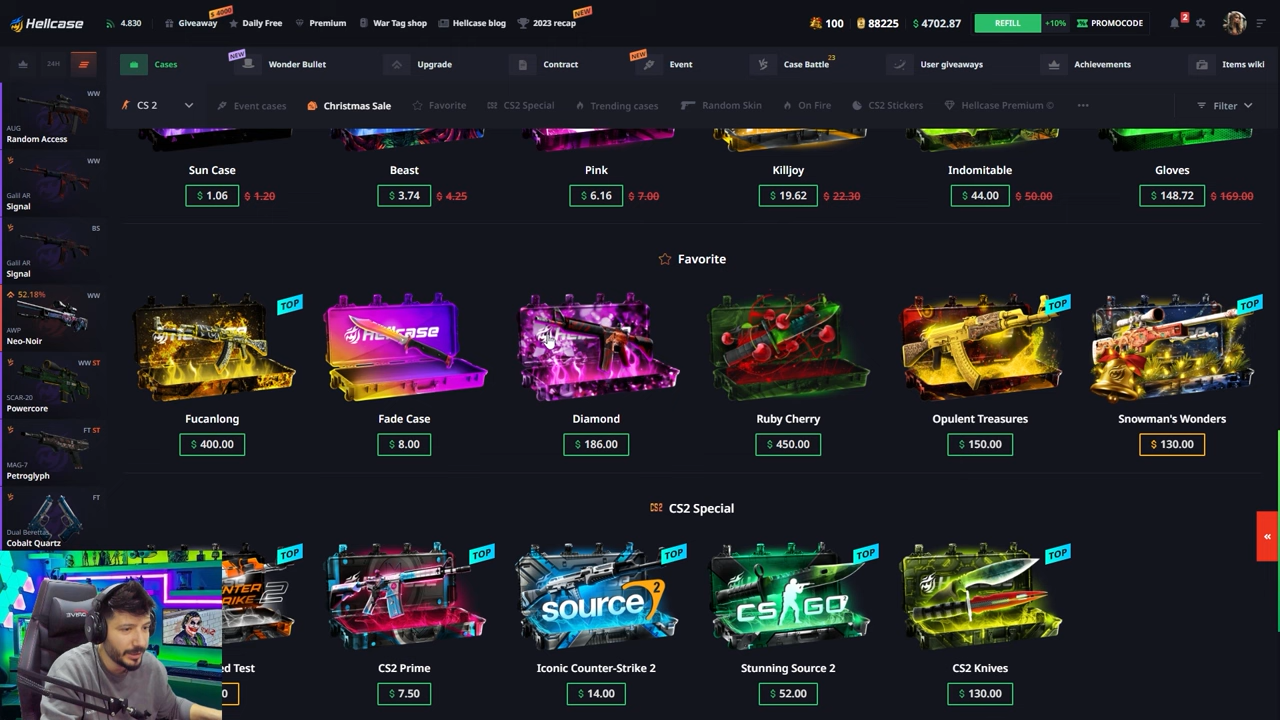 Hellcase
4.830
Giveaway
$ 4000
Daily Free
Premium
War Tag shop
Hellcase blog
2023 recap
NEW
100
88225
$ 4702.87
REFILL
+10%
PROMOCODE
2
24H
Cases
NEW
Wonder Bullet
Upgrade
Contract
NEW
Event
Case Battle
23
User giveaways
Achievements
Items wiki
CS 2
Event cases
Christmas Sale
Favorite
CS2 Special
Trending cases
Random Skin
On Fire
CS2 Stickers
Hellcase Premium ©
Filter
WW
AUG
Random Access
WW
Galil AR
Signal
BS
Galil AR
Signal
52.18%
WW
AWP
Neo-Noir
WW ST
SCAR-20
Powercore
FT ST
MAG-7
Petroglyph
FT
Dual Berettas
Cobalt Quartz
Sun Case
Beast
Pink
Killjoy
Indomitable
Gloves
$ 1.06 $ 1.20
$ 3.74 $ 4.25
$ 6.16 $ 7.00
$ 19.62 $ 22.30
$ 44.00 $ 50.00
$ 148.72 $ 169.00
Favorite
TOP
Hellcase
TOP
TOP
Fucanlong
Fade Case
Diamond
Ruby Cherry
Opulent Treasures
Snowman's Wonders
$ 400.00
$ 8.00
$ 186.00
$ 450.00
$ 150.00
$ 130.00
CS2 CS2 Special
TOP
TOP
TOP
TOP
TOP
source 2
CS GO
ed Test
CS2 Prime
Iconic Counter-Strike 2
Stunning Source 2
CS2 Knives
$ 7.50
$ 14.00
$ 52.00
$ 130.00